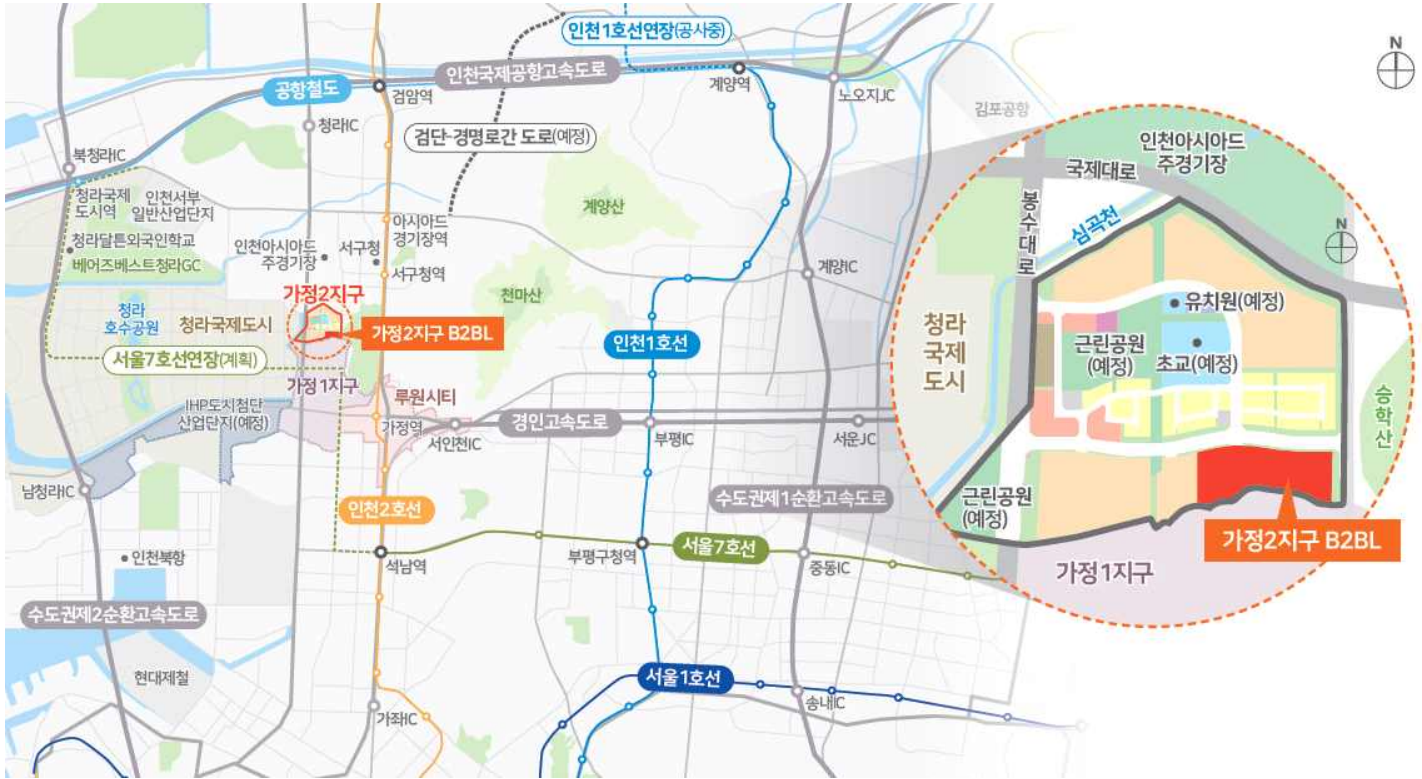 인천1호선연장(공사중)
인천국제공항고속도로
공항철도
검암역
계양역
노오지JC
김포공항
청라IC
검단-경명로간 도로(예정)
북청라IC
청라국제
도시역
인천서부
일반산업단지
계양산
아시아드
경기장역
청라달튼외국인학교
베어즈베스트청라GC
인천아시아드
주경기장
서구청
서구청역
계양IC
천마산
가정2지구
청라
호수공원
청라국제도시
가정2지구 B2BL
서울7호선연장(계획)
인천1호선
가정1지구
루원시티
IHP도시첨단
산업단지(예정)
가정역
서인천IC
경인고속도로
부평IC
서운JC
남청라IC
인천2호선
수도권제1순환고속도로
인천북항
석남역
부평구청역
서울7호선
중동IC
수도권제2순환고속도로
현대제철
서울1호선
가좌IC
송내IC
N
인천아시아드
주경기장
국제대로
봉수대로
심곡천
N
유치원(예정)
청라
국제
도시
근린공원
(예정)
초교(예정)
승학산
근린공원
(예정)
가정2지구 B2BL
가정1지구